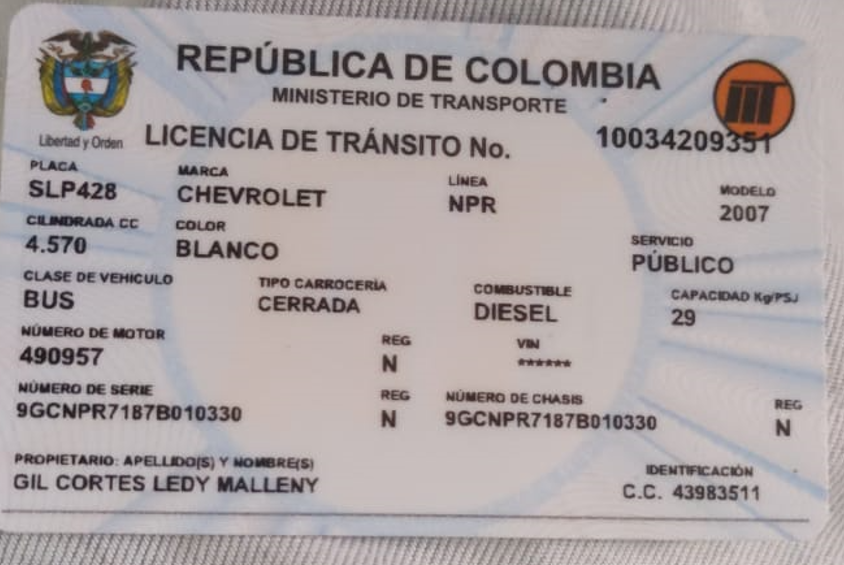 REPÚBLICA DE COLOMBIA
MINISTERIO DE TRANSPORTE
Libertad y Orden
LICENCIA DE TRÁNSITO No. 10034209351
PLACA MARCA LÍNEA MODELO
SLP428 CHEVROLET NPR 2007
CILINDRADA CC COLOR SERVICIO
4.570 BLANCO PÚBLICO
CLASE DE VEHICULO TIPO CARROCERÍA COMBUSTIBLE CAPACIDAD Kg/PSJ
BUS CERRADA DIESEL 29
NÚMERO DE MOTOR REG VIN
490957 N ******
NÚMERO DE SERIE REG NÚMERO DE CHASIS REG
9GCNPR7187B010330 N 9GCNPR7187B010330 N
PROPIETARIO: APELLIDO(S) Y NOMBRE(S) IDENTIFICACIÓN
GIL CORTES LEDY MALLENY C.C. 43983511